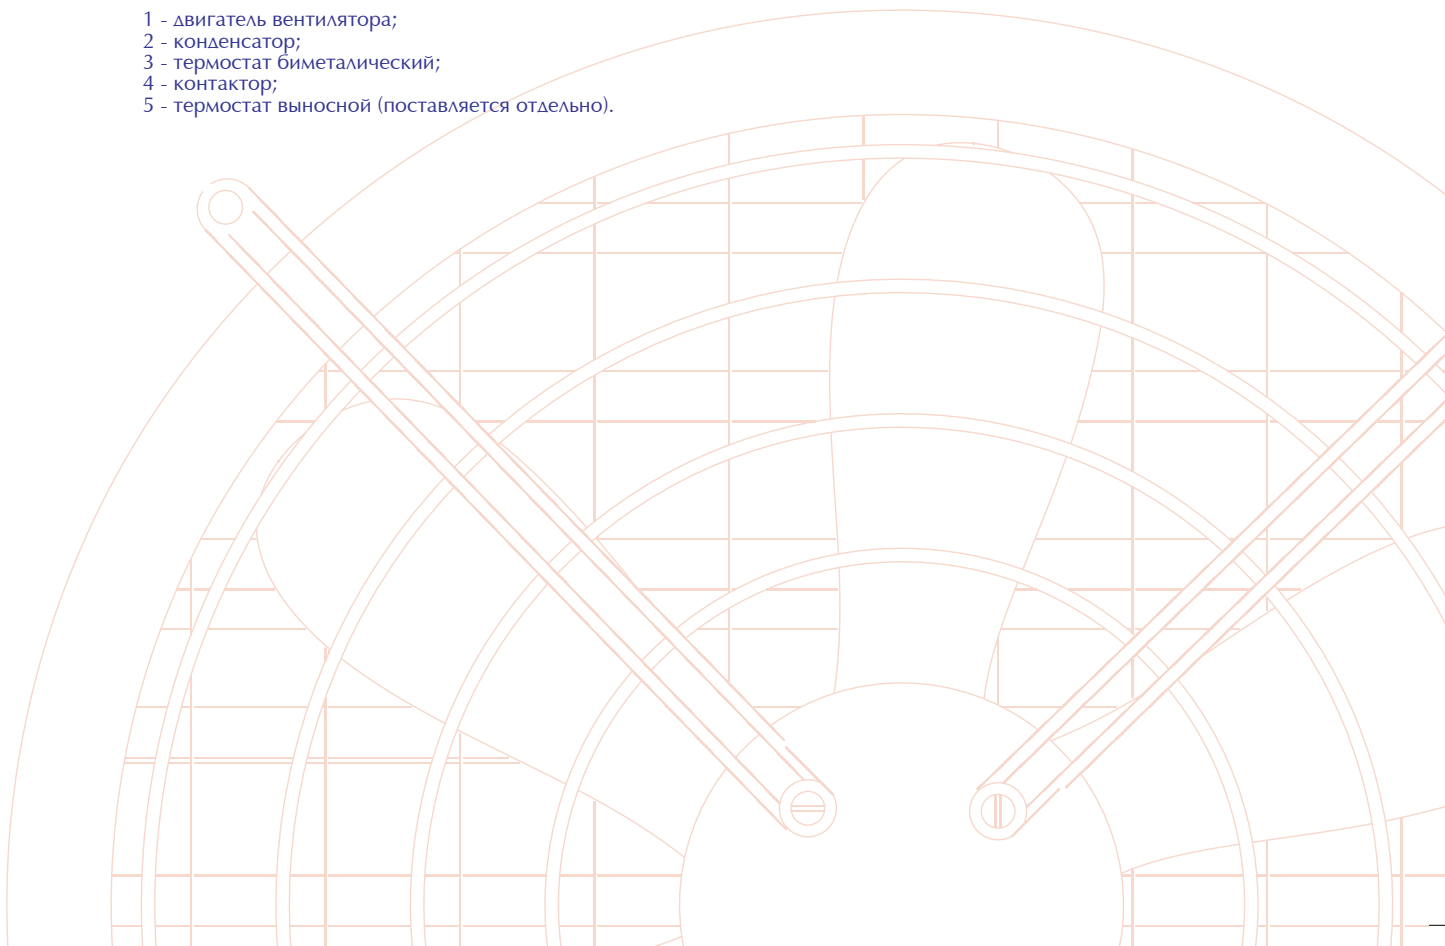 1 - двигатель вентилятора;
2 - конденсатор;
3 - термостат биметалический;
4 - контактор;
5 - термостат выносной (поставляется отдельно).